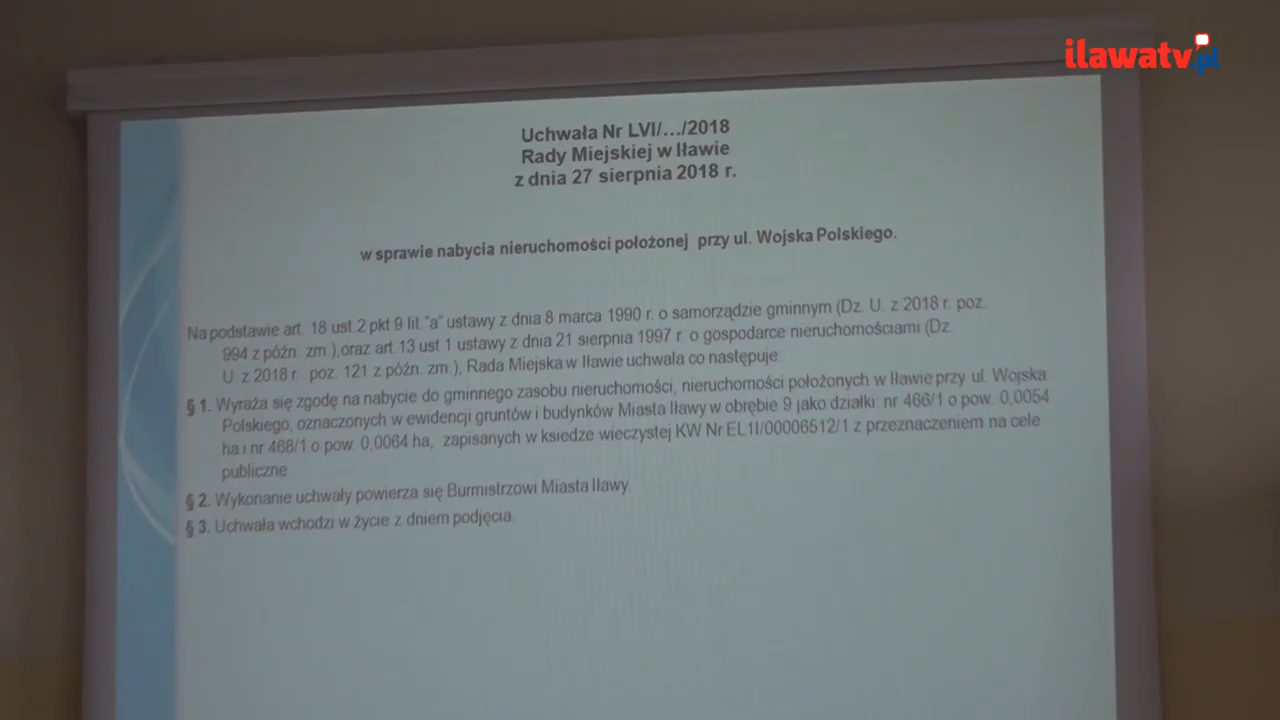 ilawatv.pl
Uchwała Nr LVI/.../2018
Rady Miejskiej w Iławie
z dnia 27 sierpnia 2018 r.
w sprawie nabycia nieruchomości położonej przy ul. Wojska Polskiego.
Na podstawie art. 18 ust.2 pkt 9 lit."a" ustawy z dnia 8 marca 1990 r. o samorządzie gminnym (Dz. U. z 2018 r. poz.
994 z późn. zm.),oraz art.13 ust.1 ustawy z dnia 21 sierpnia 1997 r. o gospodarce nieruchomościami (Dz.
U. z 2018 r. poz. 121 z późn. zm.), Rada Miejska w Iławie uchwala co następuje:
§ 1. Wyraża się zgodę na nabycie do gminnego zasobu nieruchomości, nieruchomości położonych w Iławie przy ul. Wojska
Polskiego, oznaczonych w ewidencji gruntów i budynków Miasta Iławy w obrębie 9 jako działki: nr 466/1 o pow. 0,0054
ha i nr 468/1 o pow. 0,0064 ha, zapisanych w ksiedze wieczystej KW Nr EL1I/00006512/1 z przeznaczeniem na cele
publiczne.
§ 2. Wykonanie uchwały powierza się Burmistrzowi Miasta Iławy.
§ 3. Uchwała wchodzi w życie z dniem podjęcia.